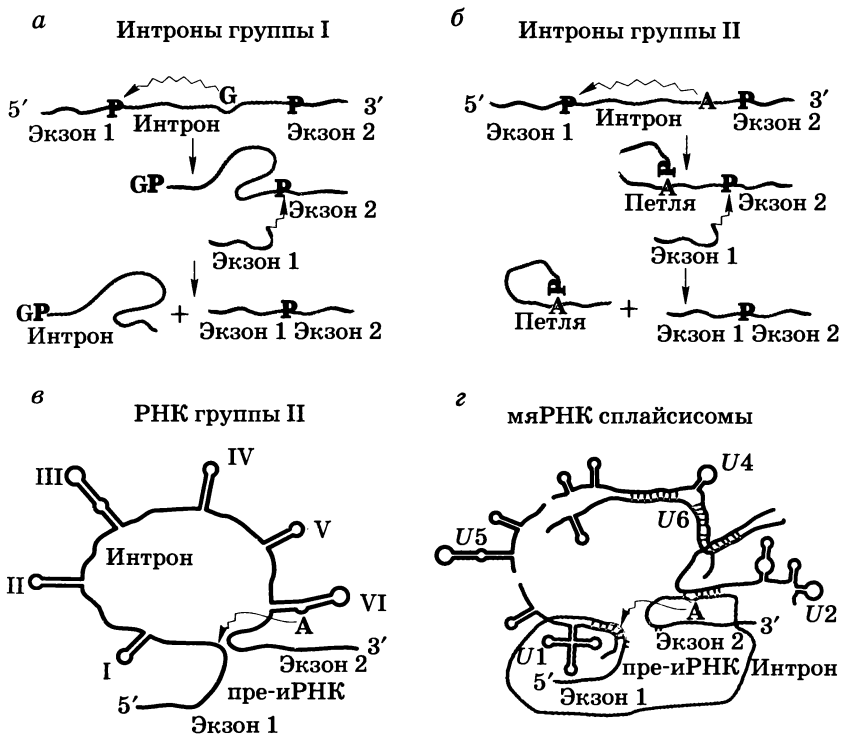 а Интроны группы I
5′ P G P 3′
Экзон 1 Интрон Экзон 2
GP P
Экзон 2
Экзон 1
GP + P
Интрон Экзон 1 Экзон 2
б Интроны группы II
5′ P A P 3′
Экзон 1 Интрон Экзон 2
P
A P
Петля Экзон 2
Экзон 1
P
A + P
Петля Экзон 1 Экзон 2
в РНК группы II
III IV
V
Интрон
II
VI
A
I
3′
Экзон 2
пре-иРНК
5′
Экзон 1
г мяРНК сплайсисомы
U4
U6
U5
U2
A
3′
U1
Экзон 2
пре-иРНК Интрон
5′
Экзон 1